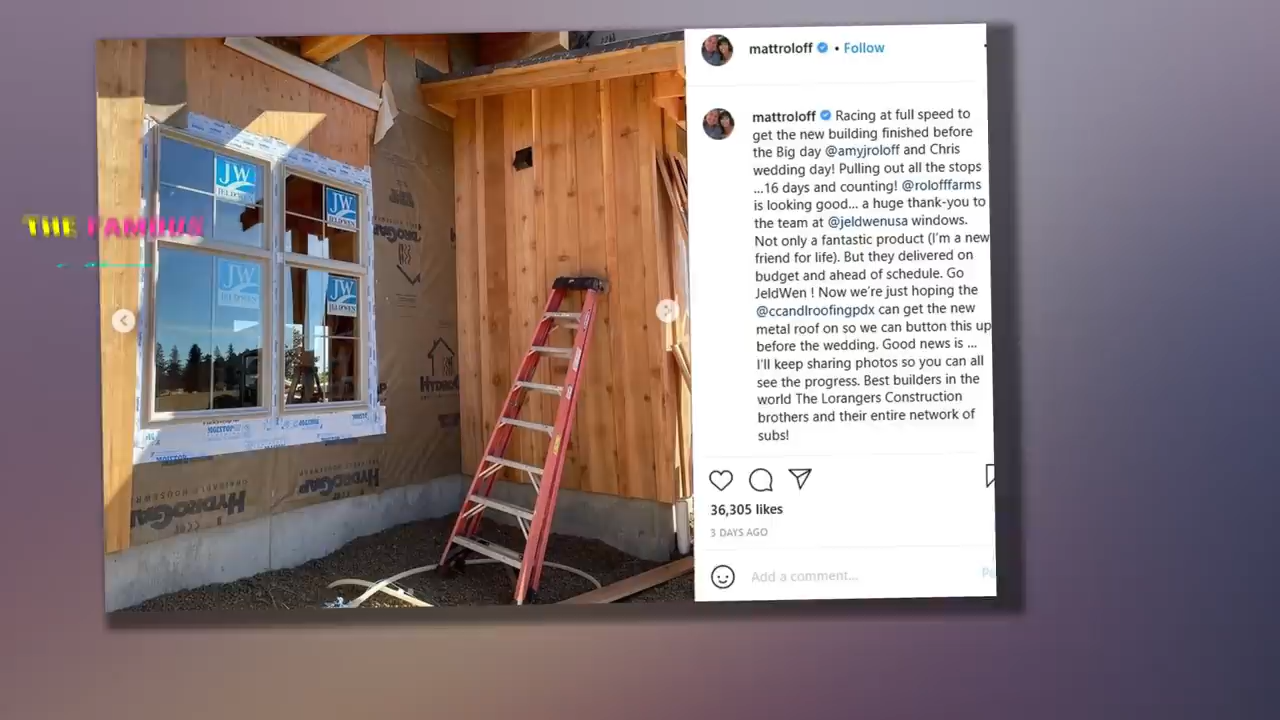 mattroloff • Follow
mattroloff Racing at full speed to
get the new building finished before
the Big day @amyjroloff and Chris
wedding day! Pulling out all the stops
...16 days and counting! @rolofffarms
is looking good... a huge thank-you to
the team at @jeldwenusa windows.
Not only a fantastic product (I'm a new
friend for life). But they delivered on
budget and ahead of schedule. Go
JeldWen ! Now we're just hoping the
@ccandlroofingpdx can get the new
metal roof on so we can button this up
before the wedding. Good news is ...
I'll keep sharing photos so you can all
see the progress. Best builders in the
world The Lorangers Construction
brothers and their entire network of
subs!
36,305 likes
3 DAYS AGO
Add a comment...
THE FAMOUS
JW
JELDWEN
JW
JELDWEN
JW
JELDWEN
JW
JELDWEN
HYDROGAP
HYDROGAP
HYDROGAP